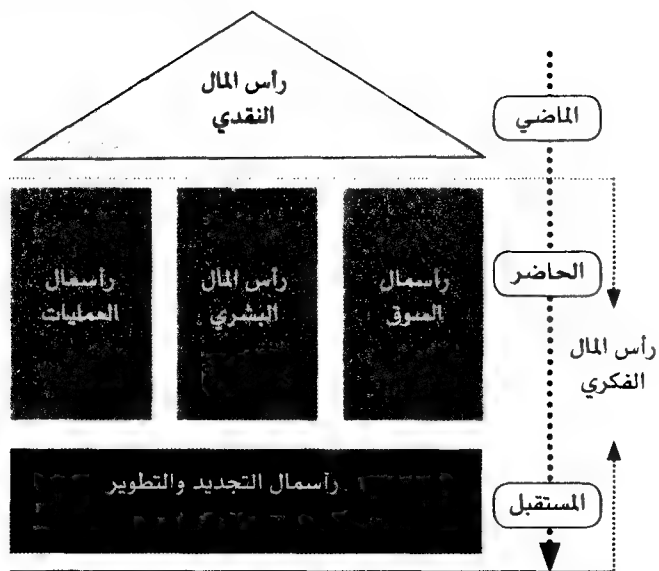 رأس المال
النقدي
الماضي
رأسمال
السوق
رأس المال
البشري
رأسمال
العمليات
الحاضر
رأس المال
الفكري
رأسمال التجديد والتطوير
المستقبل